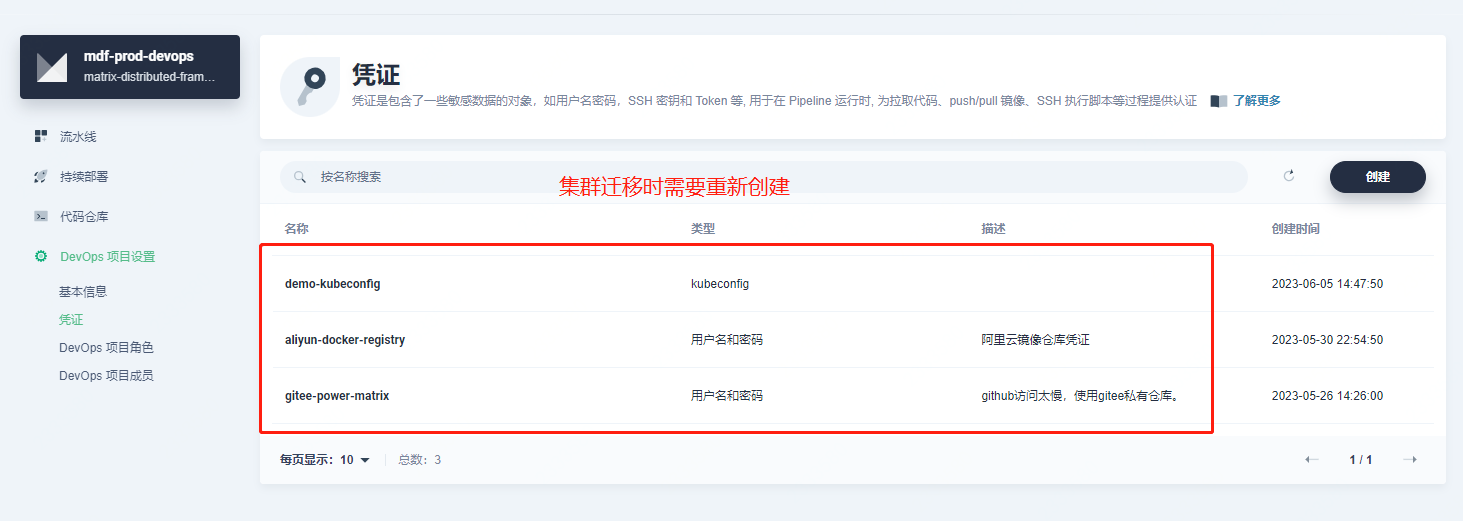 mdf-prod-devops
matrix-distributed-fram...
流水线
持续部署
代码仓库
DevOps 项目设置
基本信息
凭证
DevOps 项目角色
DevOps 项目成员
凭证
凭证是包含了一些敏感数据的对象，如用户名密码，SSH 密钥和 Token 等, 用于在 Pipeline 运行时, 为拉取代码、push/pull 镜像、SSH 执行脚本等过程提供认证 了解更多
按名称搜索
集群迁移时需要重新创建
创建
名称 类型 描述 创建时间
demo-kubeconfig kubeconfig 2023-06-05 14:47:50
aliyun-docker-registry 用户名和密码 阿里云镜像仓库凭证 2023-05-30 22:54:50
gitee-power-matrix 用户名和密码 github访问太慢，使用gitee私有仓库。 2023-05-26 14:26:00
每页显示：10 总数：3 1 / 1